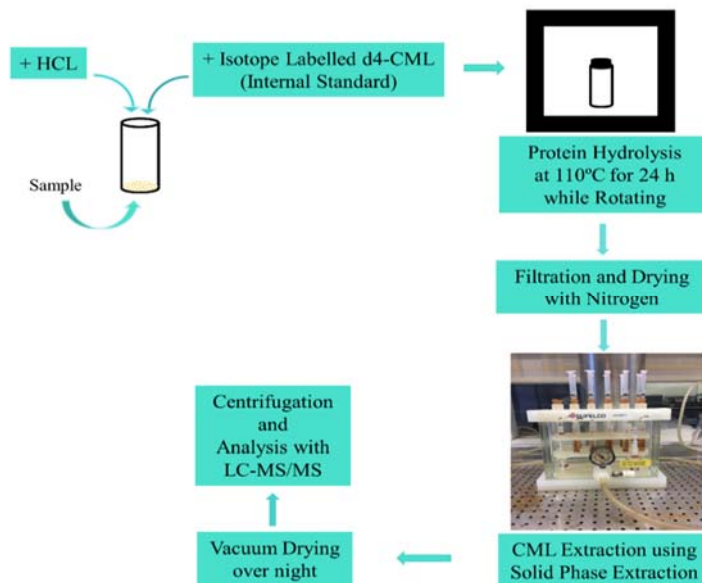 + HCL
+ Isotope Labelled d4-CML
(Internal Standard)
Sample
Protein Hydrolysis
at 110ºC for 24 h
while Rotating
Filtration and Drying
with Nitrogen
SUPELCO
CML Extraction using
Solid Phase Extraction
Vacuum Drying
over night
Centrifugation
and
Analysis with
LC-MS/MS